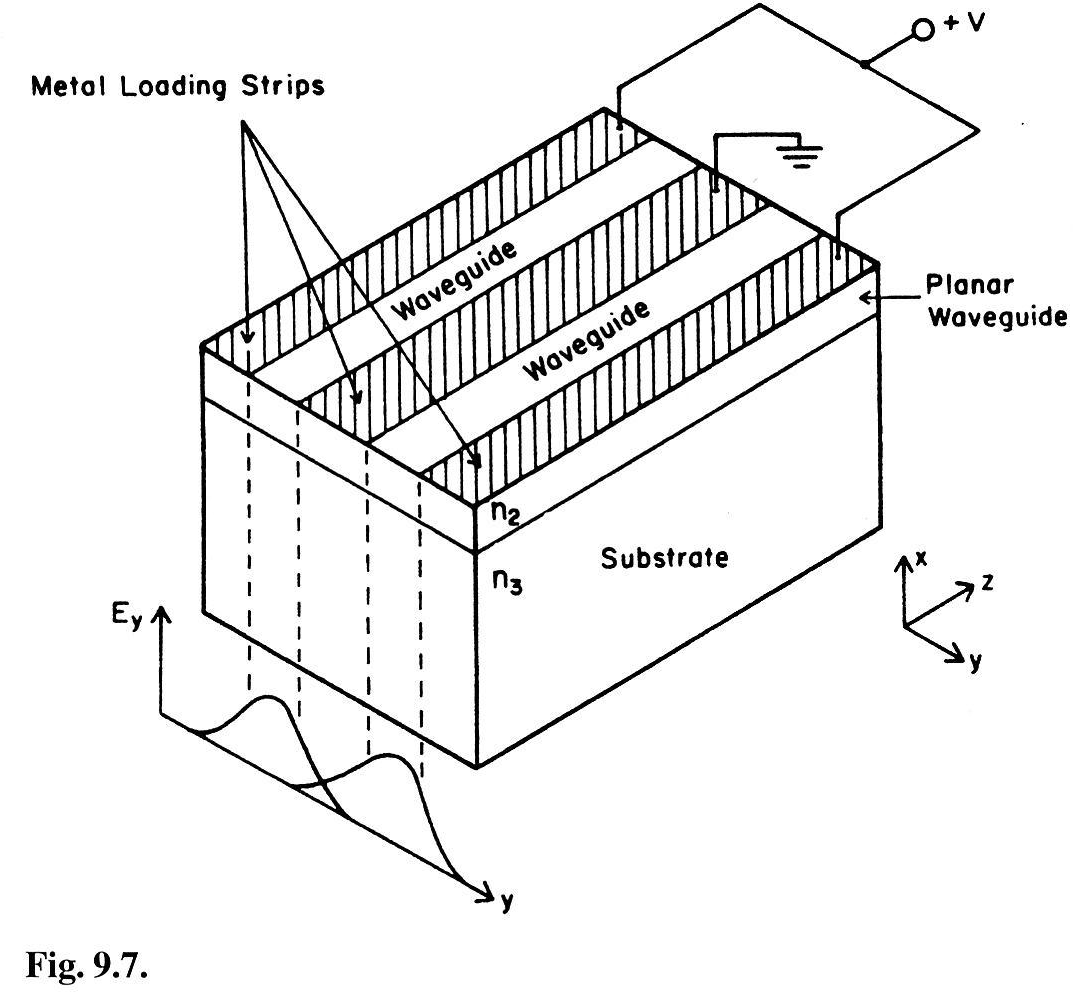 + V
Metal Loading Strips
Waveguide
Waveguide
Planar
Waveguide
n₂
Substrate
n₃
x
z
y
Ey
y
Fig. 9.7.